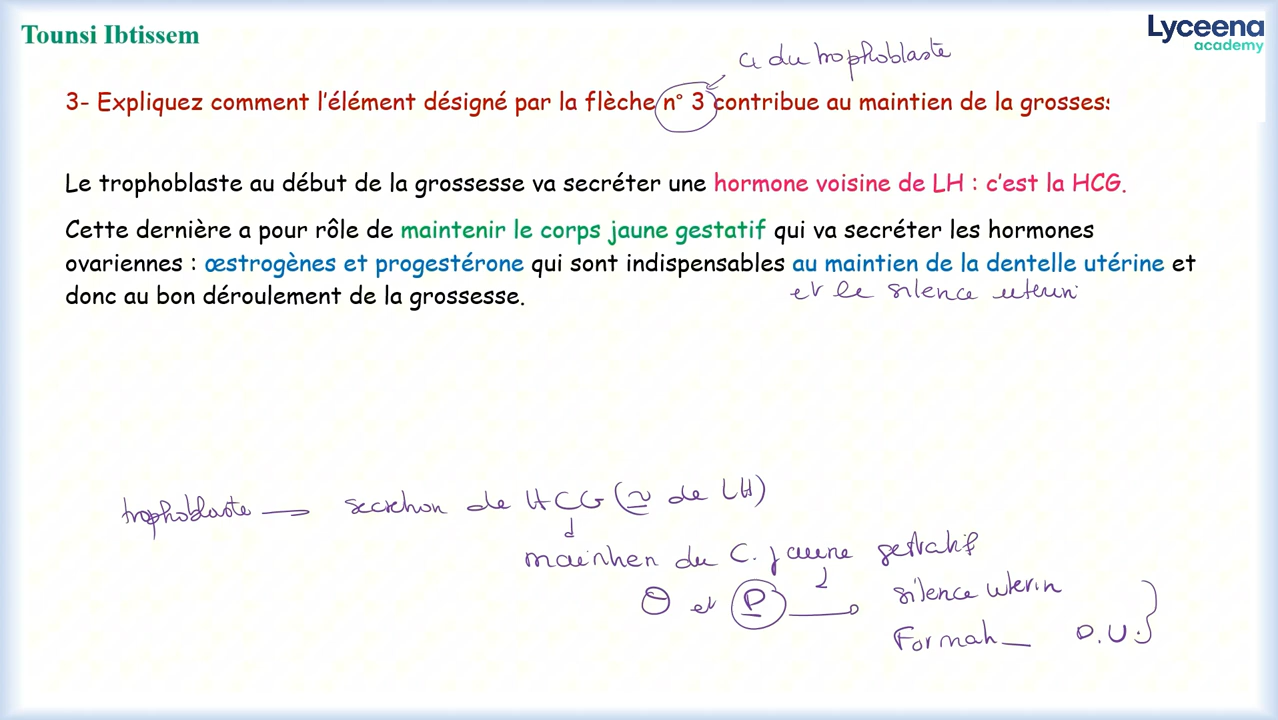 Tounsi Ibtissem
Lyceena
academy
du trophoblaste
3- Expliquez comment l'élément désigné par la flèche n° 3 contribue au maintien de la grosses
Le trophoblaste au début de la grossesse va secréter une hormone voisine de LH : c'est la HCG.
Cette dernière a pour rôle de maintenir le corps jaune gestatif qui va secréter les hormones
ovariennes : œstrogènes et progestérone qui sont indispensables au maintien de la dentelle utérine et
donc au bon déroulement de la grossesse.
et le silence uterin
trophoblaste → secretion de HCG (≃ de LH)
maintien du C. jaune gestatif
O et P → silence uterin
Format_ D.U.